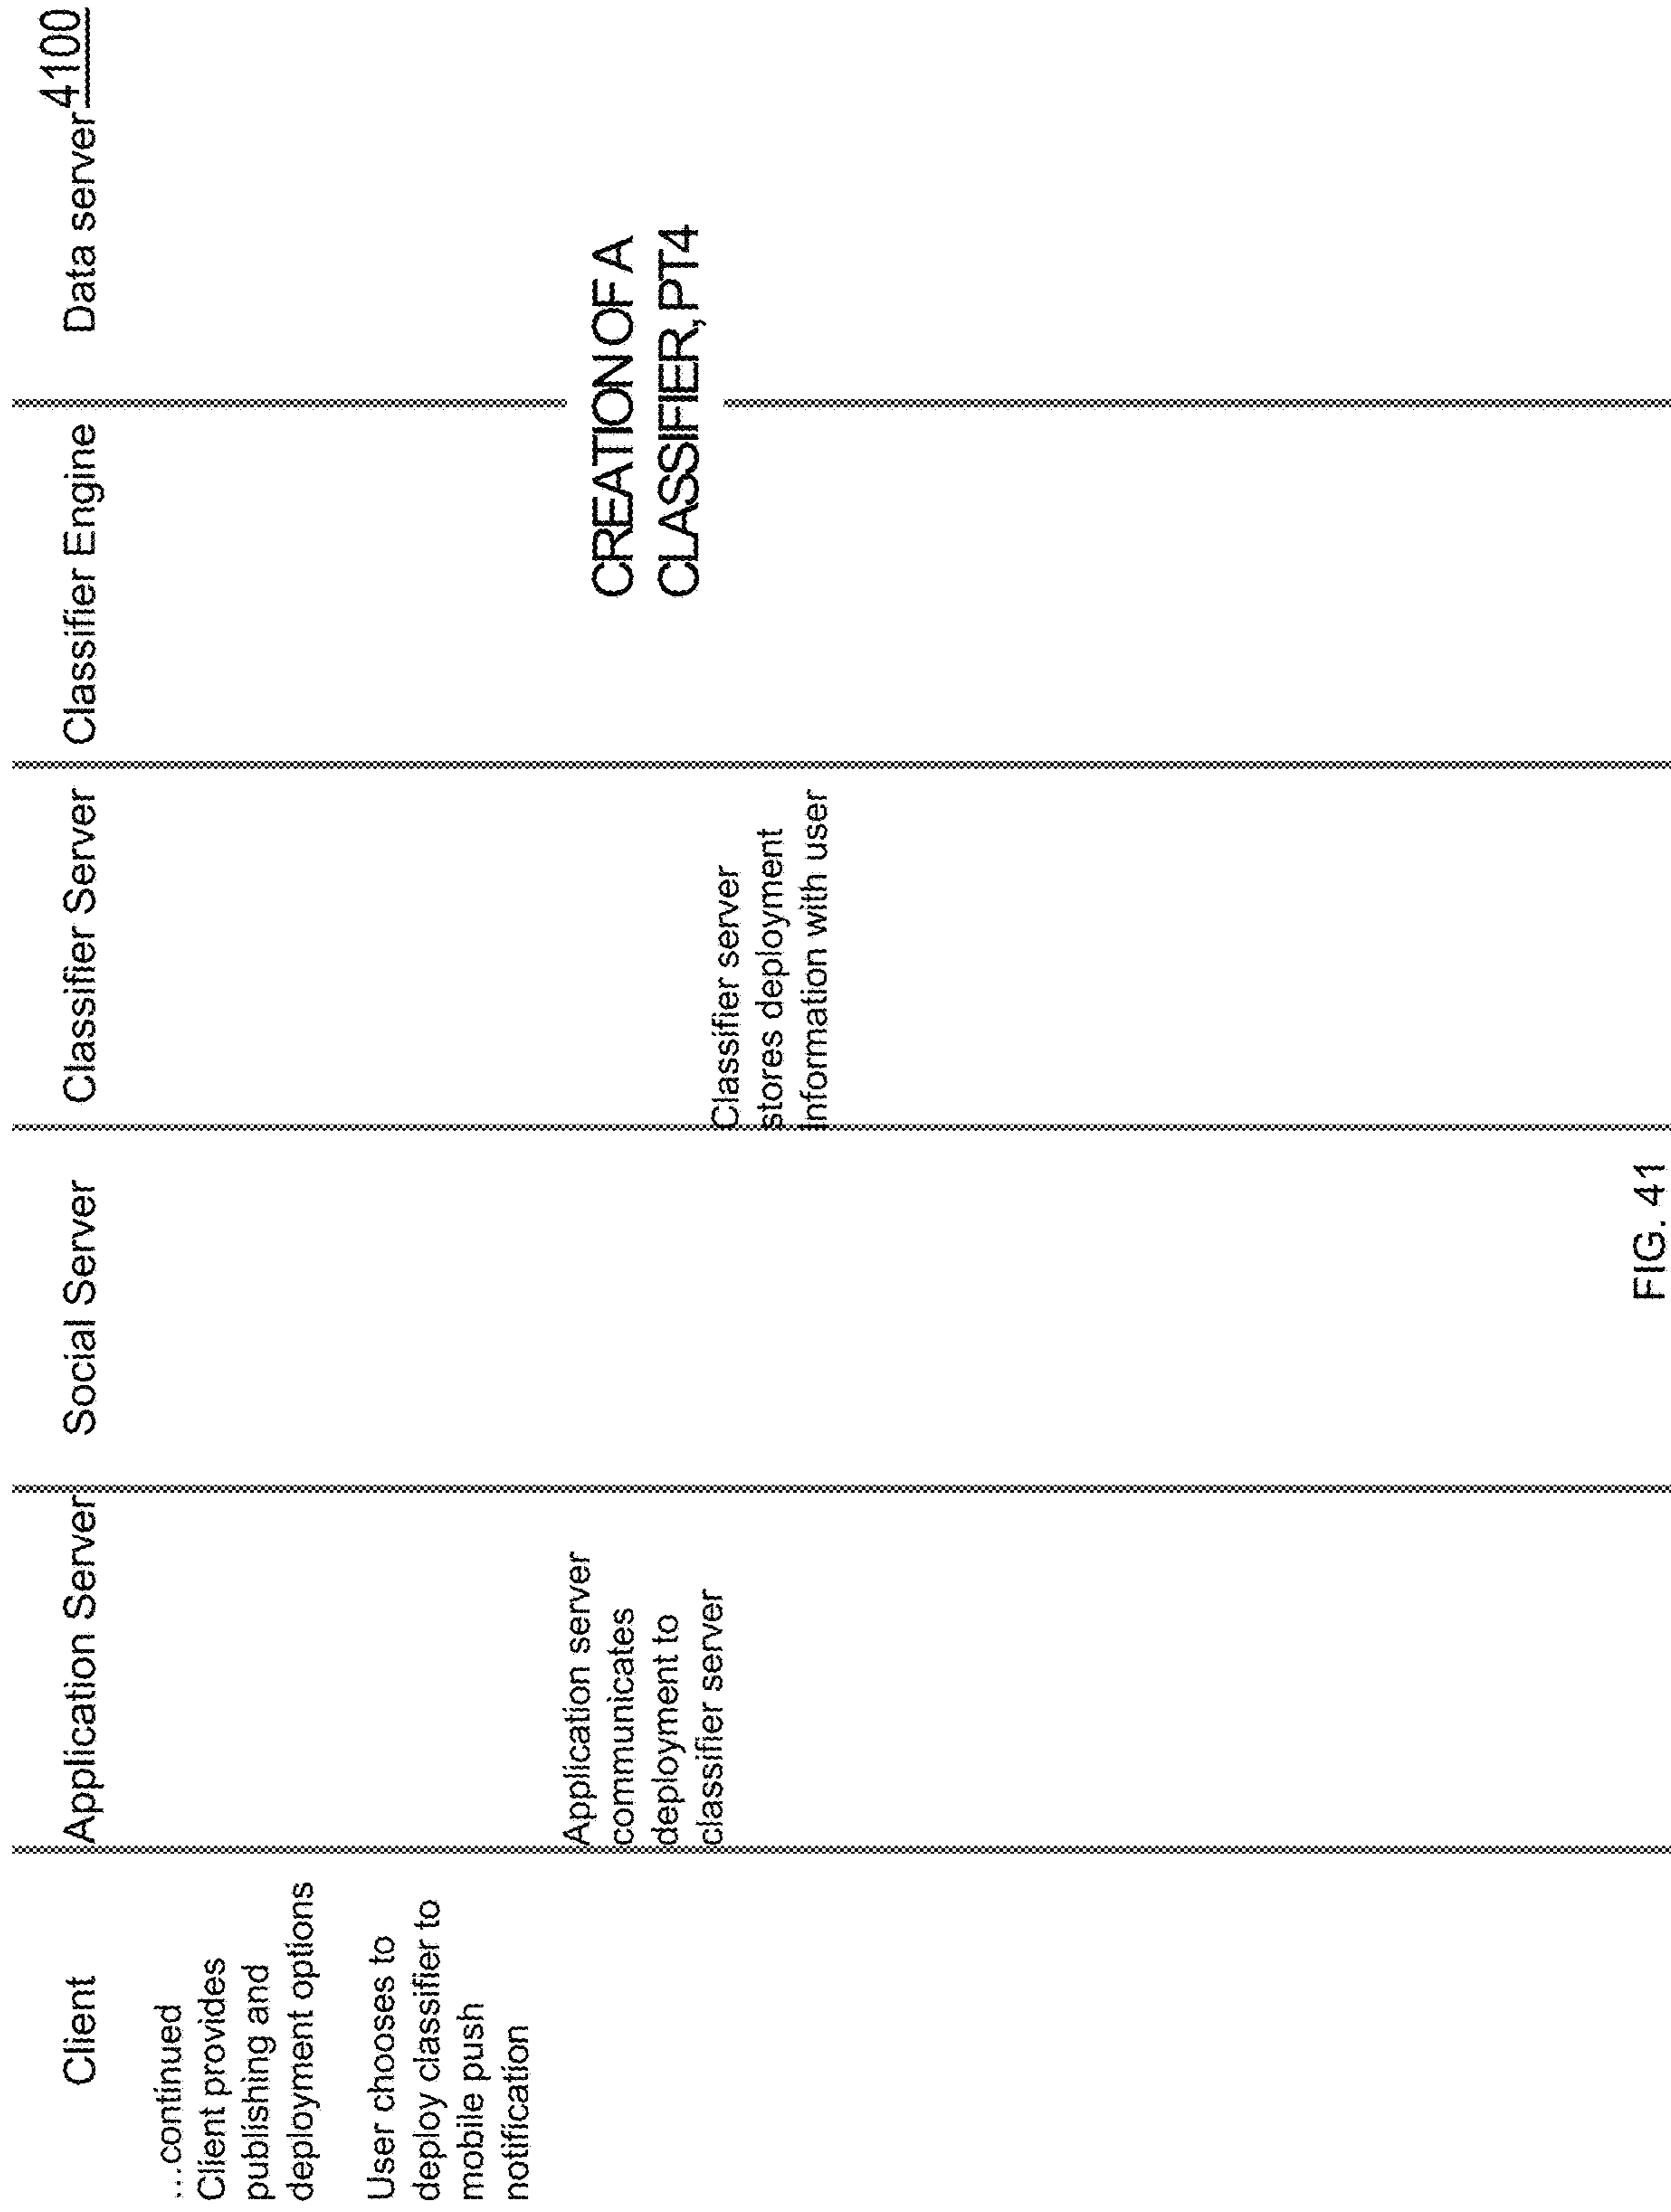 4100
Client
Application Server
Social Server
Classifier Server
Classifier Engine
Data server
...continued
Client provides
publishing and
deployment options
User chooses to
deploy classifier to
mobile push
notification
Application server
communicates
deployment to
classifier server
Classifier server
stores deployment
information with user
CREATION OF A
CLASSIFIER, PT4
FIG. 41